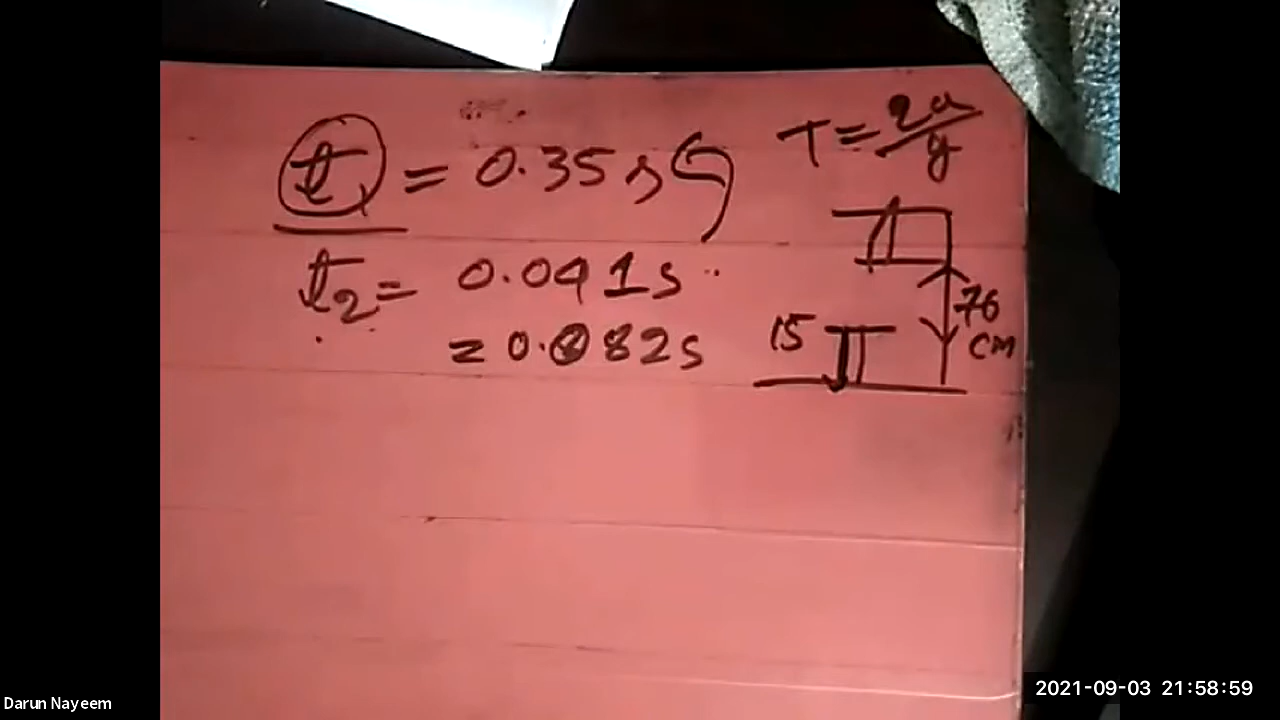 t = 0.35 s
t2 = 0.041 s
= 0.082 s
T = 2u/g
76
CM
15
Darun Nayeem
2021-09-03 21:58:59